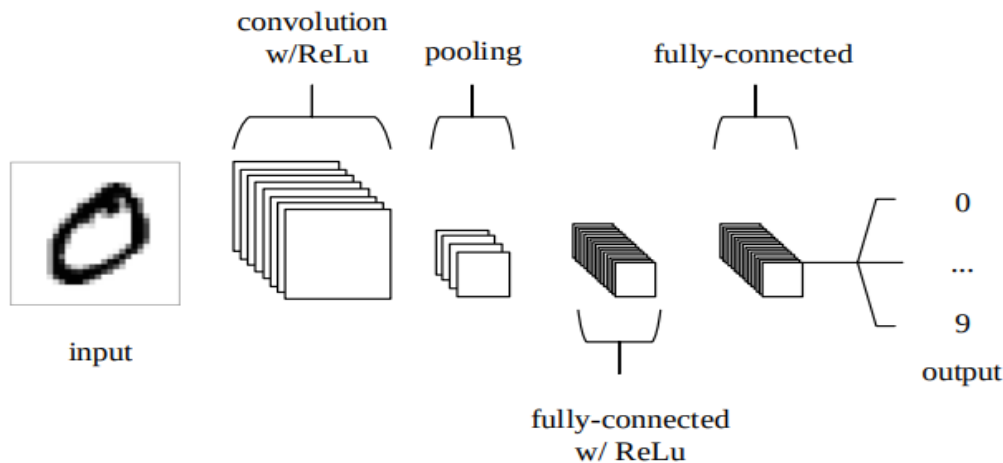 convolution
w/ReLu
pooling
fully-connected
input
fully-connected
w/ ReLu
0
...
9
output